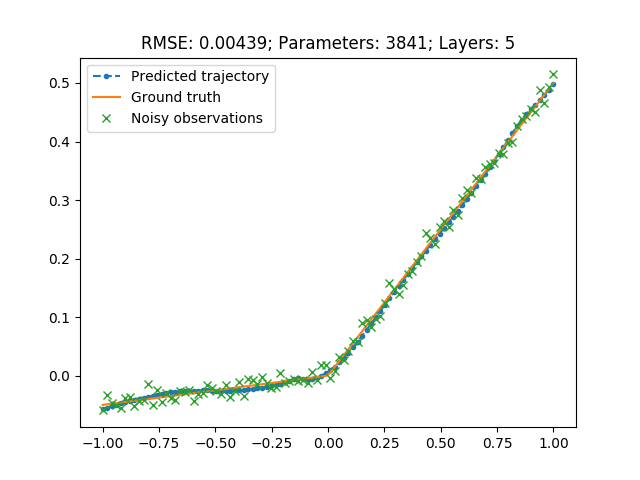 RMSE: 0.00439; Parameters: 3841; Layers: 5
Predicted trajectory
Ground truth
Noisy observations
0.5
0.4
0.3
0.2
0.1
0.0
−1.00 −0.75 −0.50 −0.25 0.00 0.25 0.50 0.75 1.00